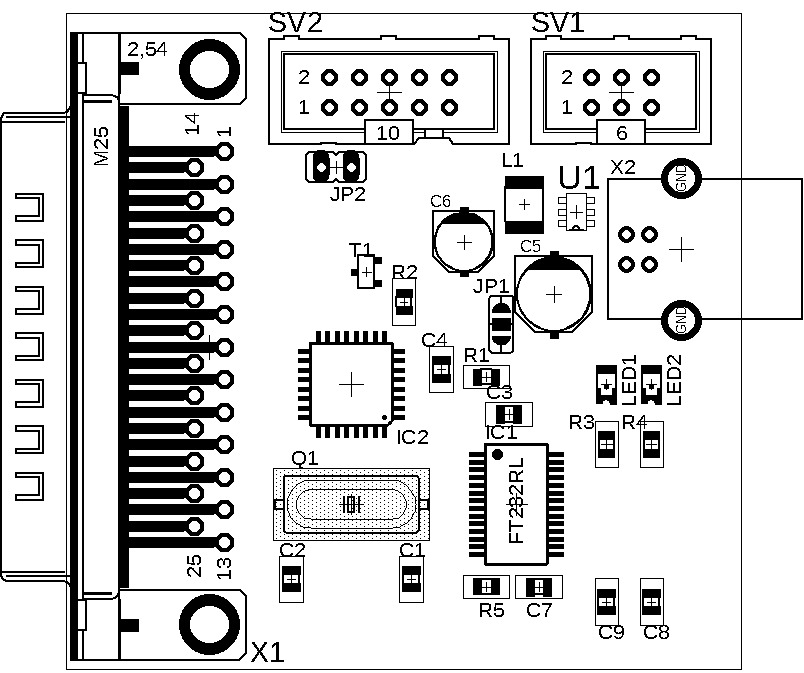 SV2
SV1
2,54
2
1
10
2
1
6
14
1
M25
JP2
L1
U1
X2
GND
C6
C5
T1
R2
JP1
GND
C4
R1
C3
LED1
LED2
IC2
IC1
R3
R4
Q1
FT232RL
C2
C1
25
13
R5
C7
C9
C8
X1